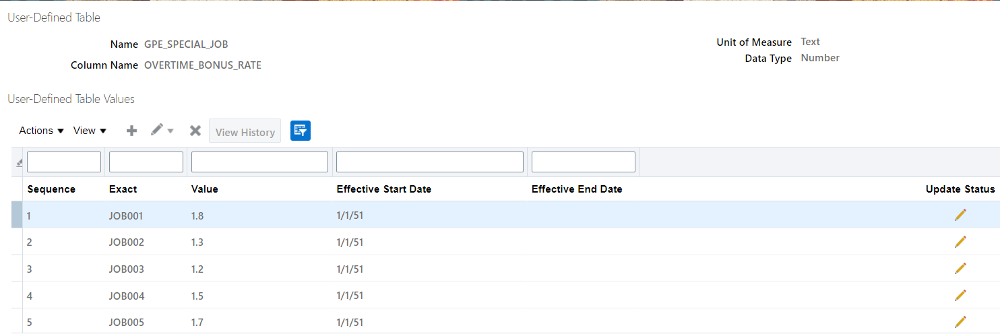 User-Defined Table
Name GPE_SPECIAL_JOB Unit of Measure Text
Column Name OVERTIME_BONUS_RATE Data Type Number
User-Defined Table Values
Actions View View History
Sequence Exact Value Effective Start Date Effective End Date Update Status
1 JOB001 1.8 1/1/51
2 JOB002 1.3 1/1/51
3 JOB003 1.2 1/1/51
4 JOB004 1.5 1/1/51
5 JOB005 1.7 1/1/51